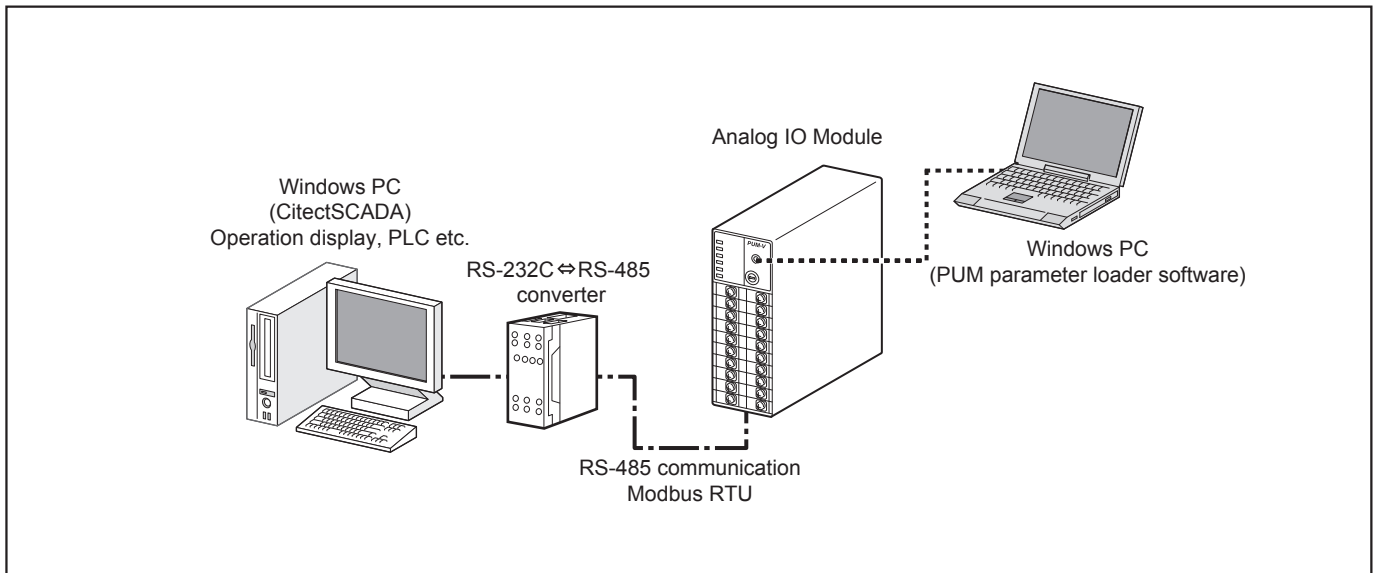 Analog IO Module
Windows PC
(CitectSCADA)
Operation display, PLC etc.
RS-232C⇔RS-485
converter
PUM-V
Windows PC
(PUM parameter loader software)
RS-485 communication
Modbus RTU